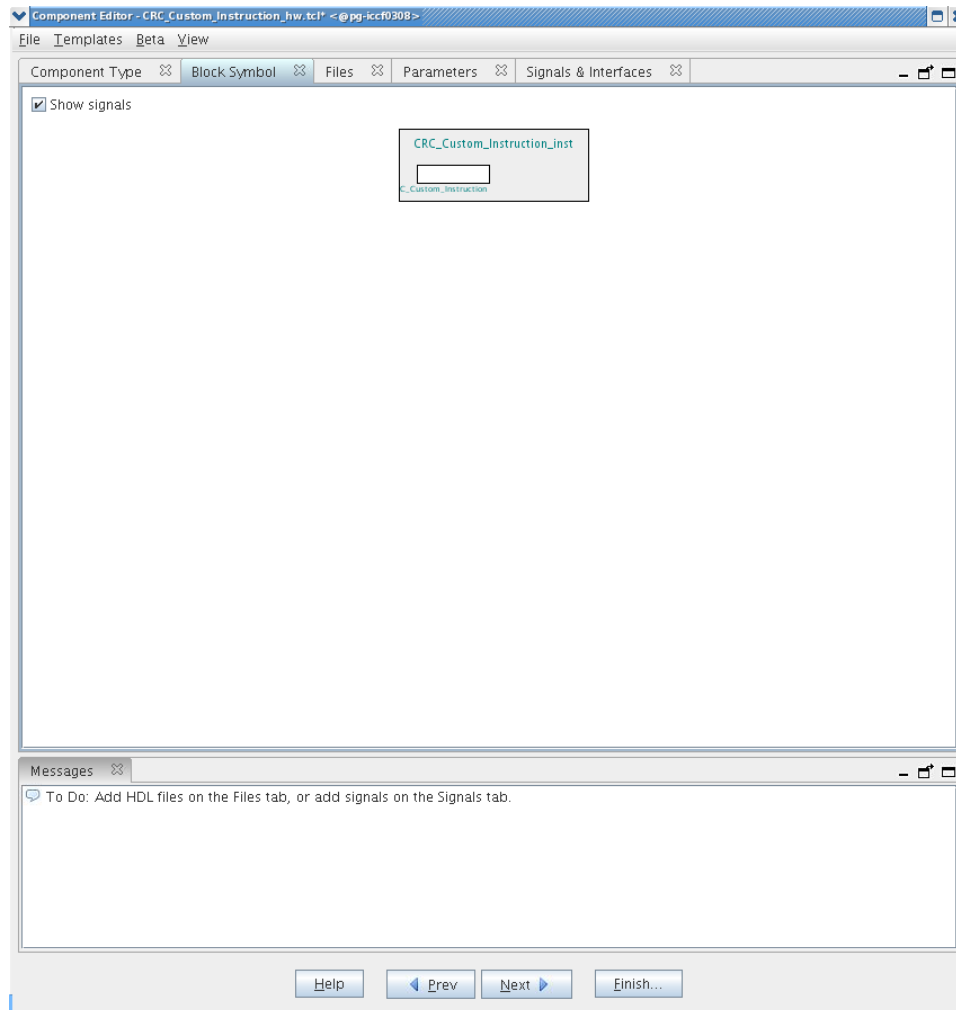 Component Editor - CRC_Custom_Instruction_hw.tcl* <@pg-iccf0308>
File Templates Beta View
Component Type Block Symbol Files Parameters Signals & Interfaces
Show signals
CRC_Custom_Instruction_inst
C_Custom_Instruction
Messages
To Do: Add HDL files on the Files tab, or add signals on the Signals tab.
Help Prev Next Finish...